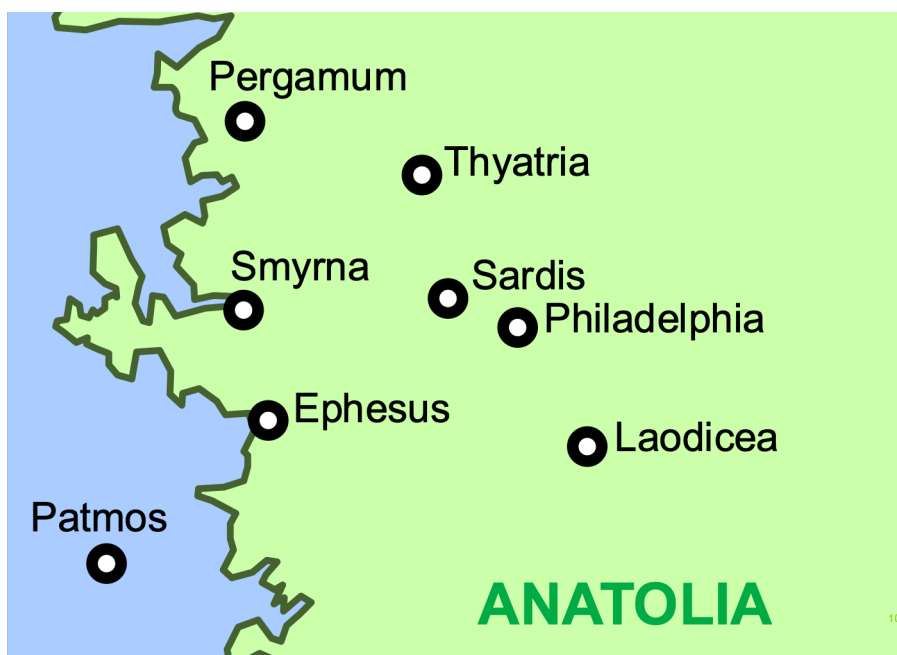 Pergamum
Thyatria
Smyrna
Sardis
Philadelphia
Ephesus
Laodicea
Patmos
ANATOLIA